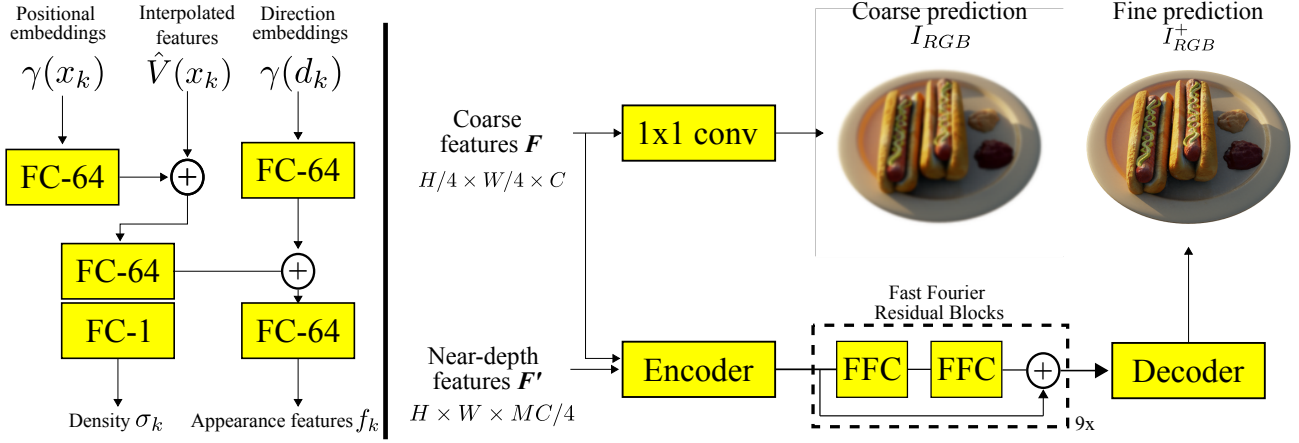 Positional
embeddings
γ(x_k)
Interpolated
features
V̂(x_k)
Direction
embeddings
γ(d_k)
FC-64
+
FC-64
FC-64
+
FC-1
FC-64
Density σ_k
Appearance features f_k
Coarse
features F
H/4 × W/4 × C
1x1 conv
Coarse prediction
I_RGB
Fine prediction
I⁺_RGB
Near-depth
features F'
H × W × MC/4
Encoder
Fast Fourier
Residual Blocks
FFC
FFC
+
9x
Decoder